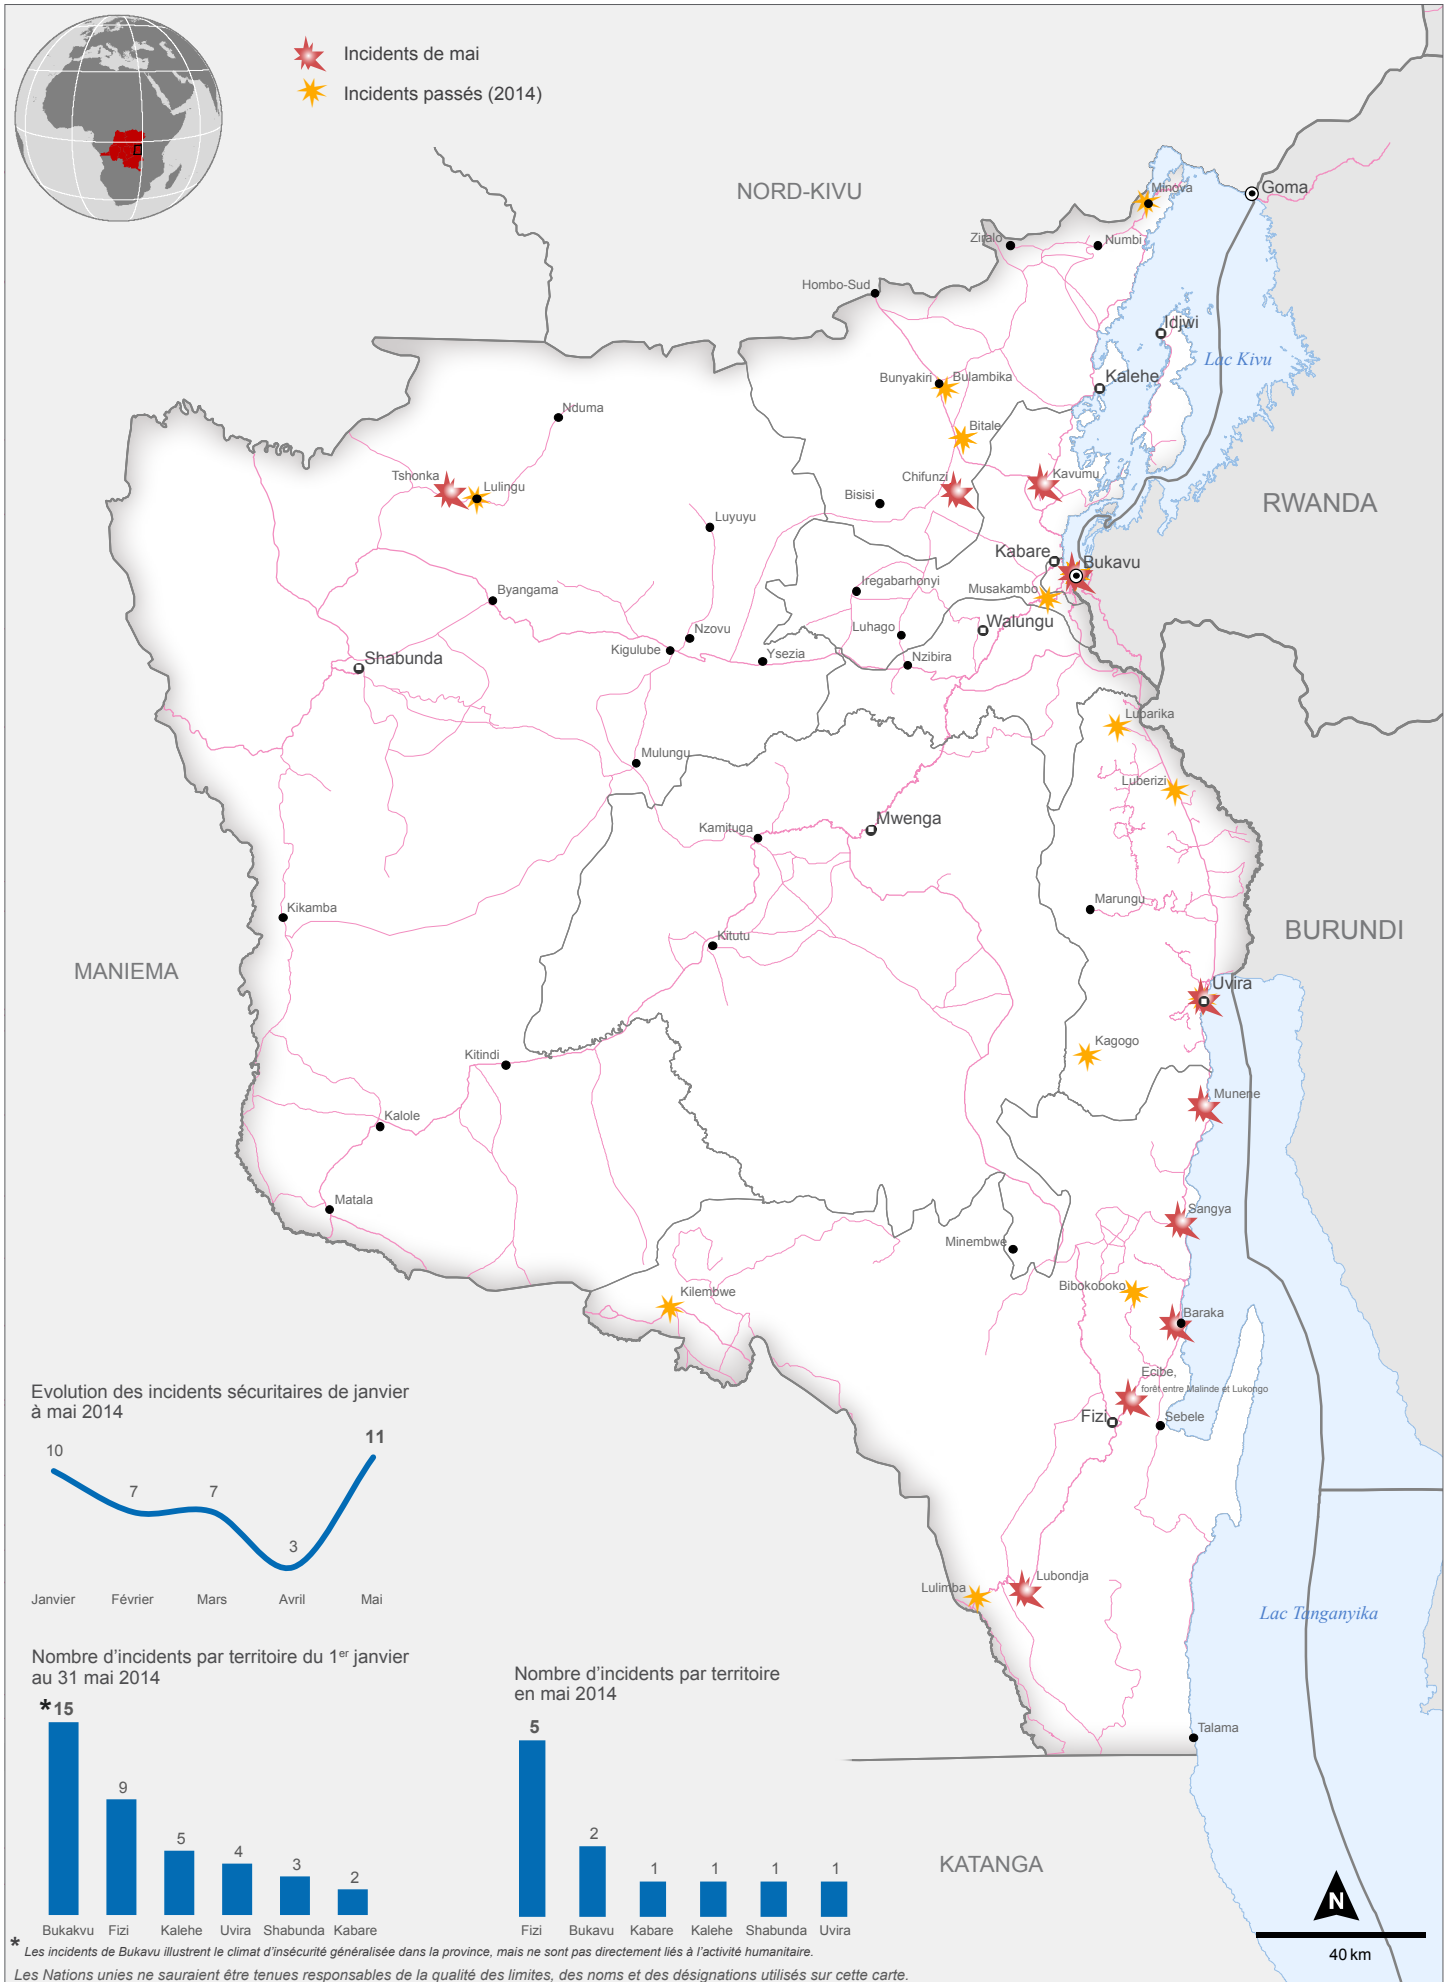 Incidents de mai
Incidents passés (2014)
NORD-KIVU
Goma
Minova
Ziralo
Numbi
Hombo-Sud
Idjwi
Lac Kivu
Kalehe
Bunyakiri
Bulambika
Nduma
Bitale
Tshonka
Lulingu
Chifunzi
Kavumu
Bisisi
RWANDA
Luyuyu
Kabare
Bukavu
Iregabarhonyi
Musakambo
Byangama
Luhago
Walungu
Nzovu
Kigulube
Ysezia
Nzibira
Shabunda
Lubarika
Mulungu
Luberizi
Kamituga
Mwenga
Marungu
Kikamba
BURUNDI
Kitutu
MANIEMA
Uvira
Kagogo
Kitindi
Munene
Kalole
Matala
Sangya
Minembwe
Bibokoboko
Kilembwe
Baraka
Ecibe,
forêt entre Malinde et Lukongo
Fizi
Sebele
Lubondja
Lulimba
Lac Tanganyika
Talama
KATANGA
Evolution des incidents sécuritaires de janvier
à mai 2014
10
7
7
3
11
Janvier Février Mars Avril Mai
Nombre d'incidents par territoire du 1er janvier
au 31 mai 2014
*15
9
5
4
3
2
Bukakvu Fizi Kalehe Uvira Shabunda Kabare
Nombre d'incidents par territoire
en mai 2014
5
2
1
1
1
1
Fizi Bukavu Kabare Kalehe Shabunda Uvira
N
40 km
* Les incidents de Bukavu illustrent le climat d'insécurité généralisée dans la province, mais ne sont pas directement liés à l'activité humanitaire.
Les Nations unies ne sauraient être tenues responsables de la qualité des limites, des noms et des désignations utilisés sur cette carte.